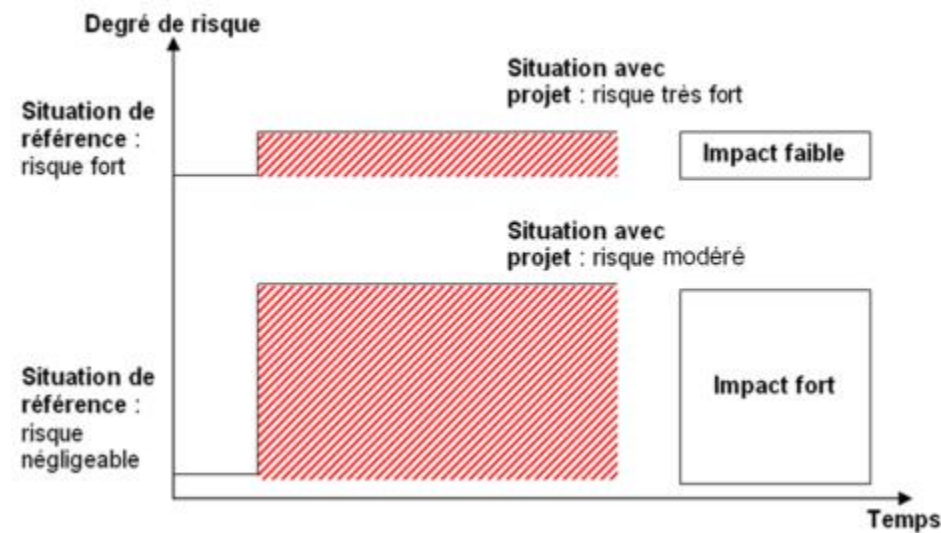 Degré de risque
Situation avec
projet : risque très fort
Situation de
référence :
risque fort
Impact faible
Situation avec
projet : risque modéré
Situation de
référence :
risque
négligeable
Impact fort
Temps